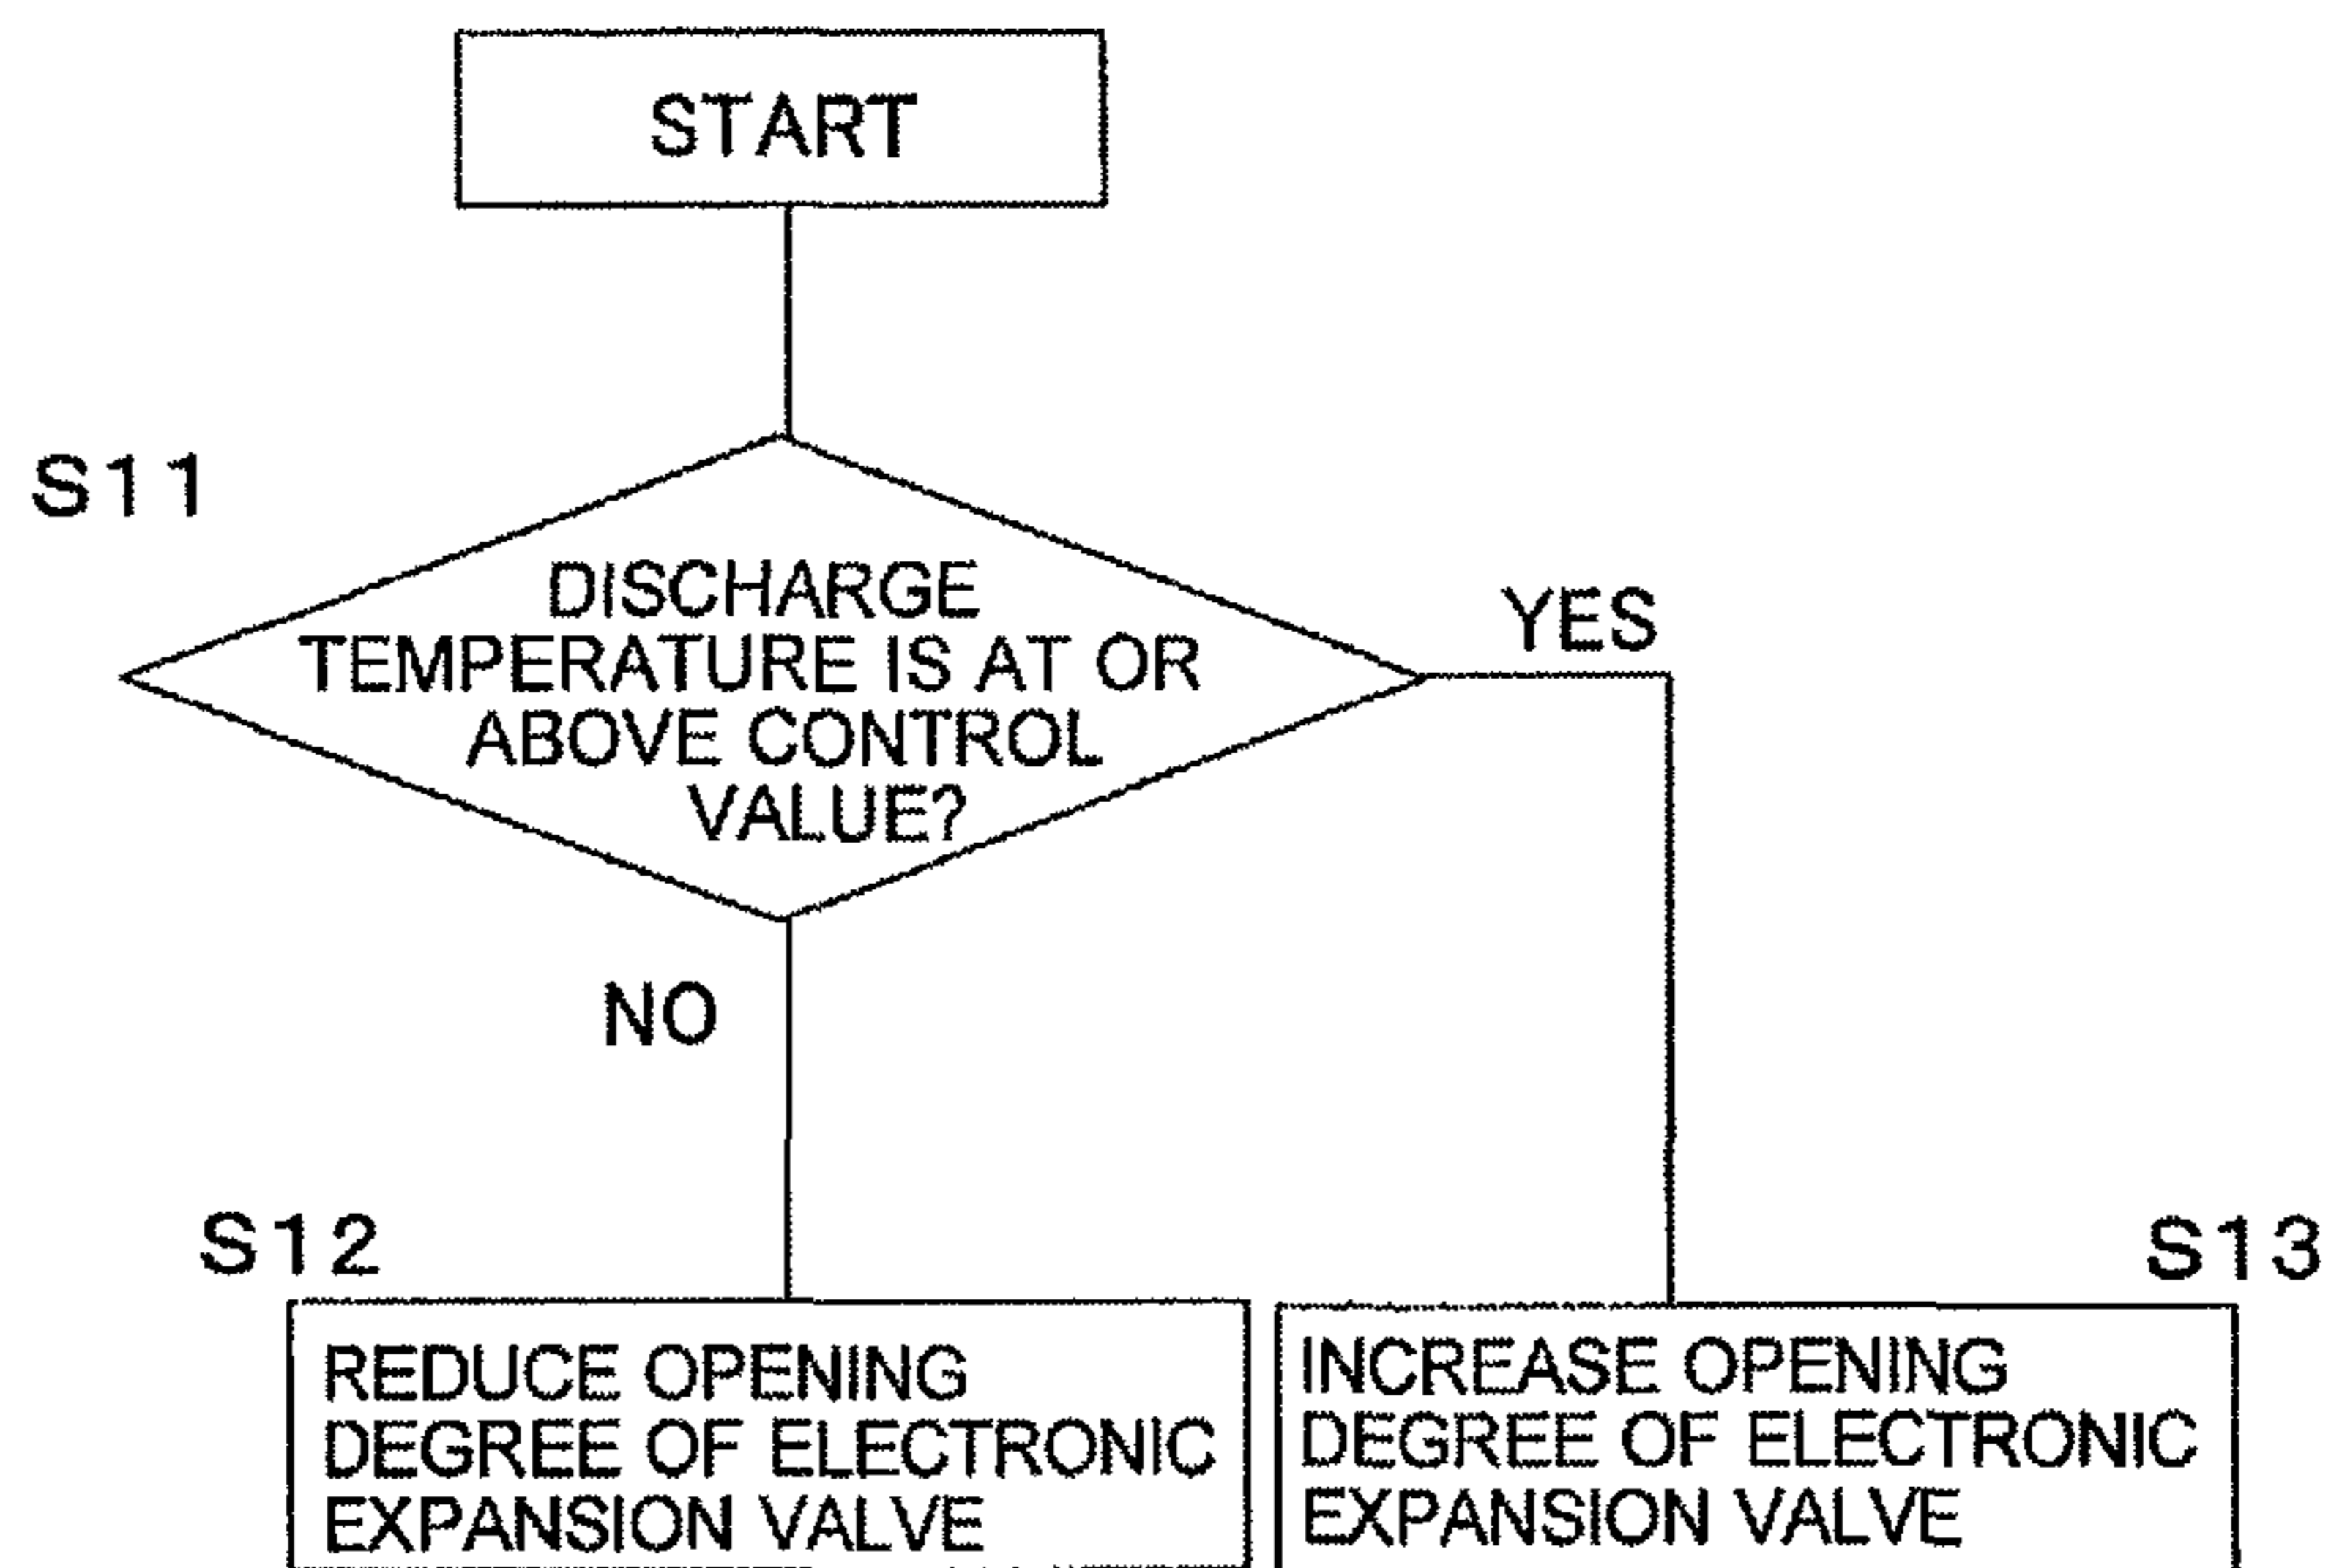 START
S11
DISCHARGE
TEMPERATURE IS AT OR
ABOVE CONTROL
VALUE?
YES
NO
S12
REDUCE OPENING
DEGREE OF ELECTRONIC
EXPANSION VALVE
S13
INCREASE OPENING
DEGREE OF ELECTRONIC
EXPANSION VALVE